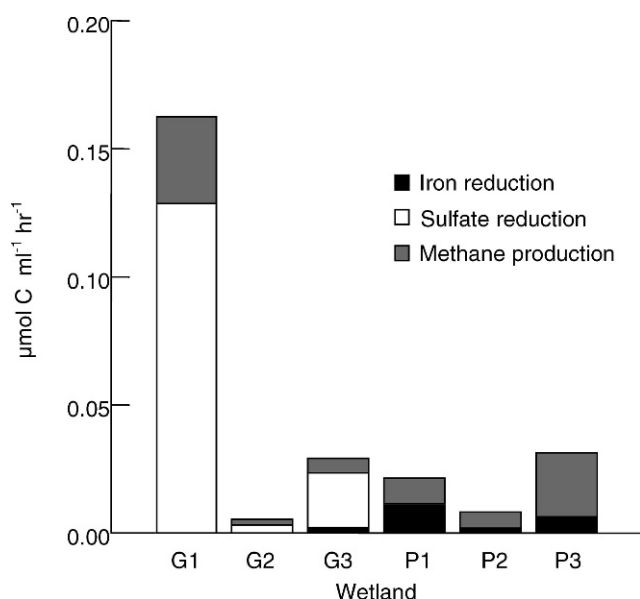 0.20
0.15
0.10
0.05
0.00
µmol C ml⁻¹ hr⁻¹
Iron reduction
Sulfate reduction
Methane production
G1 G2 G3 P1 P2 P3
Wetland